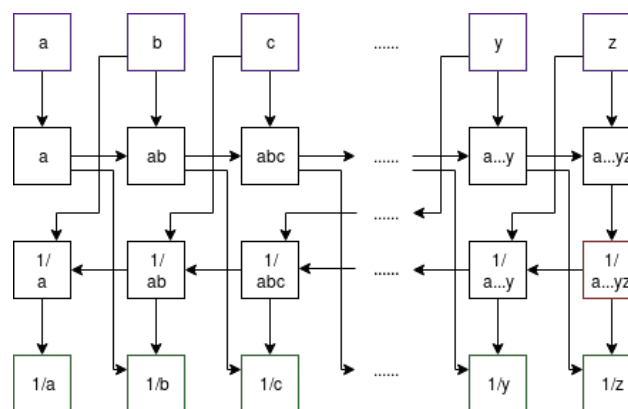 a b c ...... y z
a ab abc ...... a...y a...yz
......
1/ 1/ 1/ ...... 1/ 1/
a ab abc a...y a...yz
1/a 1/b 1/c ...... 1/y 1/z